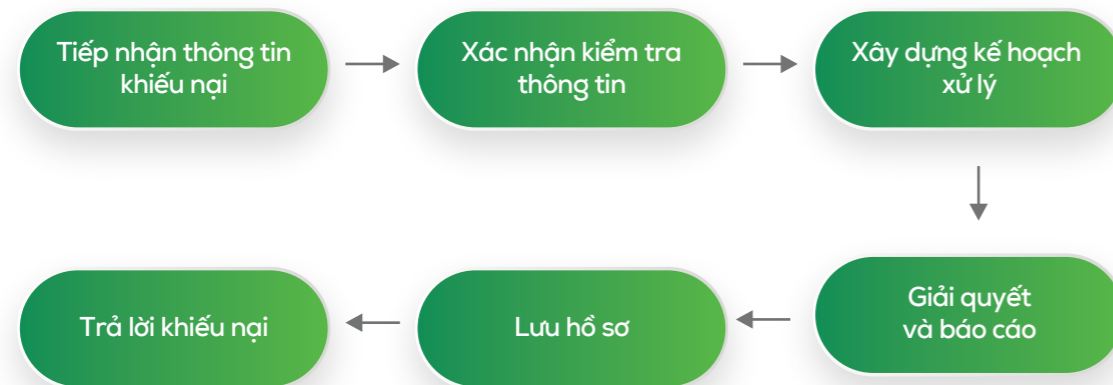 Tiếp nhận thông tin
khiếu nại
Xác nhận kiểm tra
thông tin
Xây dựng kế hoạch
xử lý
Giải quyết
và báo cáo
Lưu hồ sơ
Trả lời khiếu nại